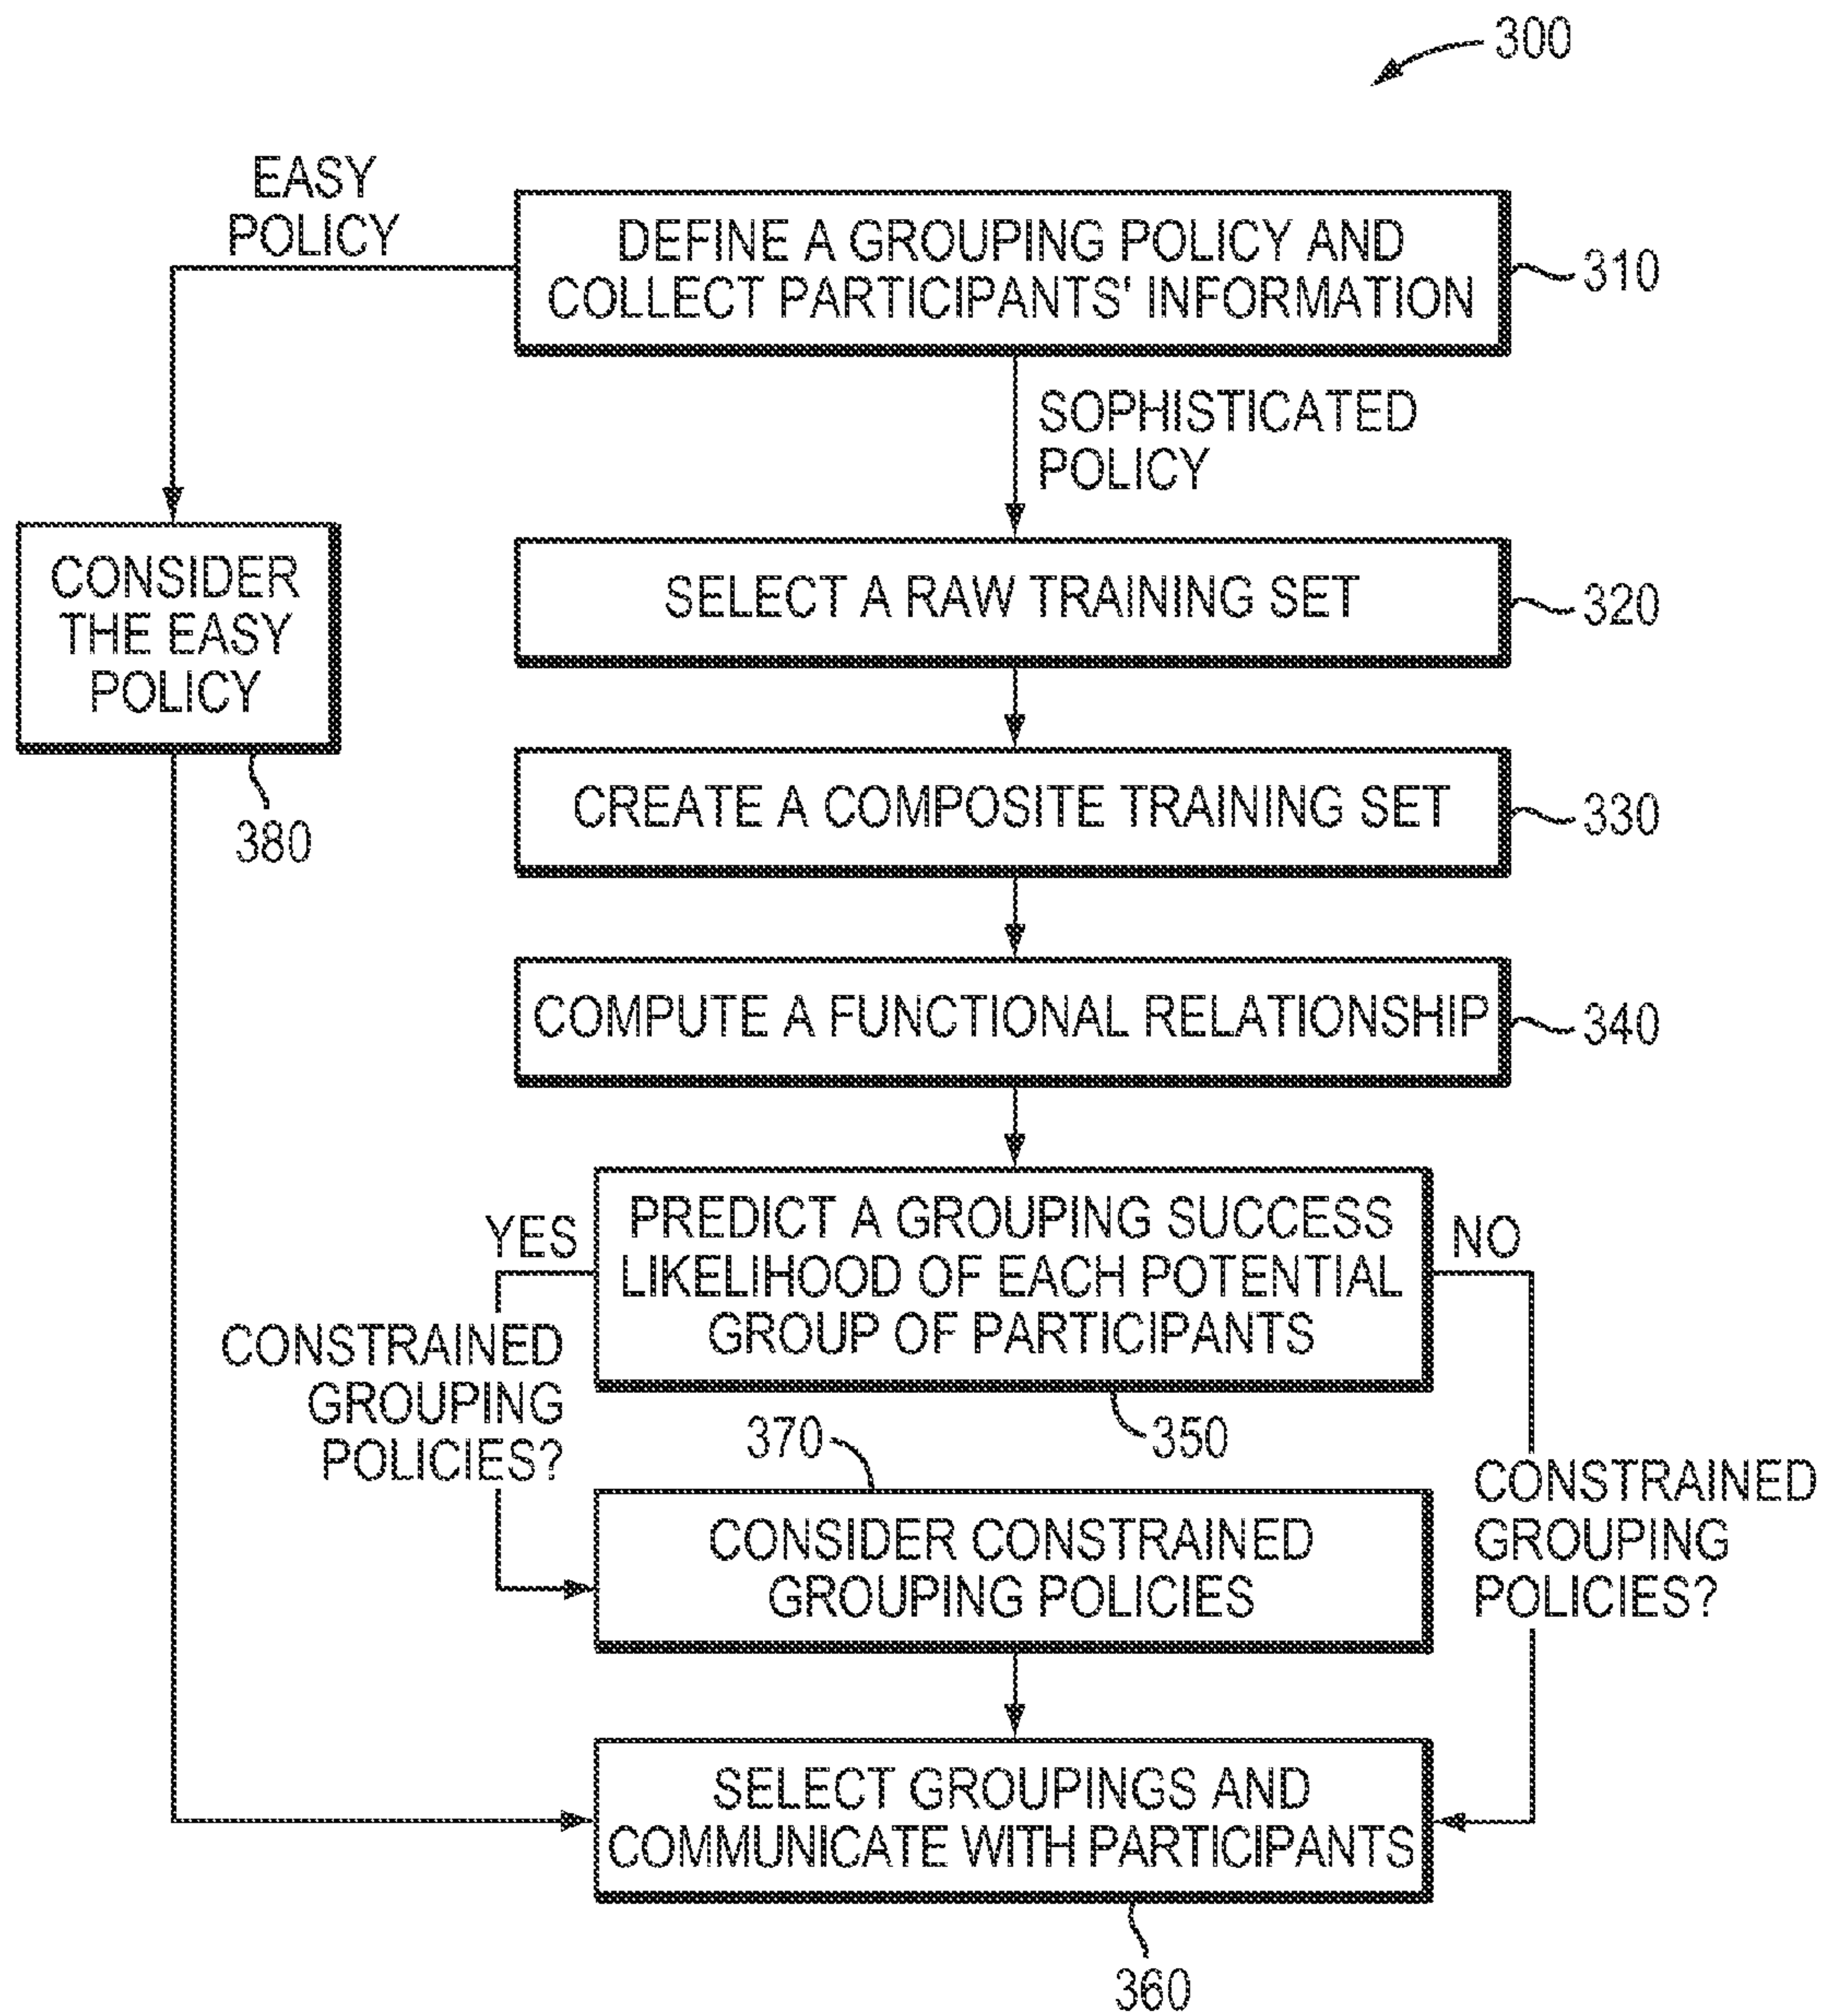 300
EASY
POLICY
DEFINE A GROUPING POLICY AND
COLLECT PARTICIPANTS' INFORMATION
310
SOPHISTICATED
POLICY
CONSIDER
THE EASY
POLICY
380
SELECT A RAW TRAINING SET
320
CREATE A COMPOSITE TRAINING SET
330
COMPUTE A FUNCTIONAL RELATIONSHIP
340
PREDICT A GROUPING SUCCESS
LIKELIHOOD OF EACH POTENTIAL
GROUP OF PARTICIPANTS
350
YES
CONSTRAINED
GROUPING
POLICIES?
NO
CONSTRAINED
GROUPING
POLICIES?
370
CONSIDER CONSTRAINED
GROUPING POLICIES
SELECT GROUPINGS AND
COMMUNICATE WITH PARTICIPANTS
360